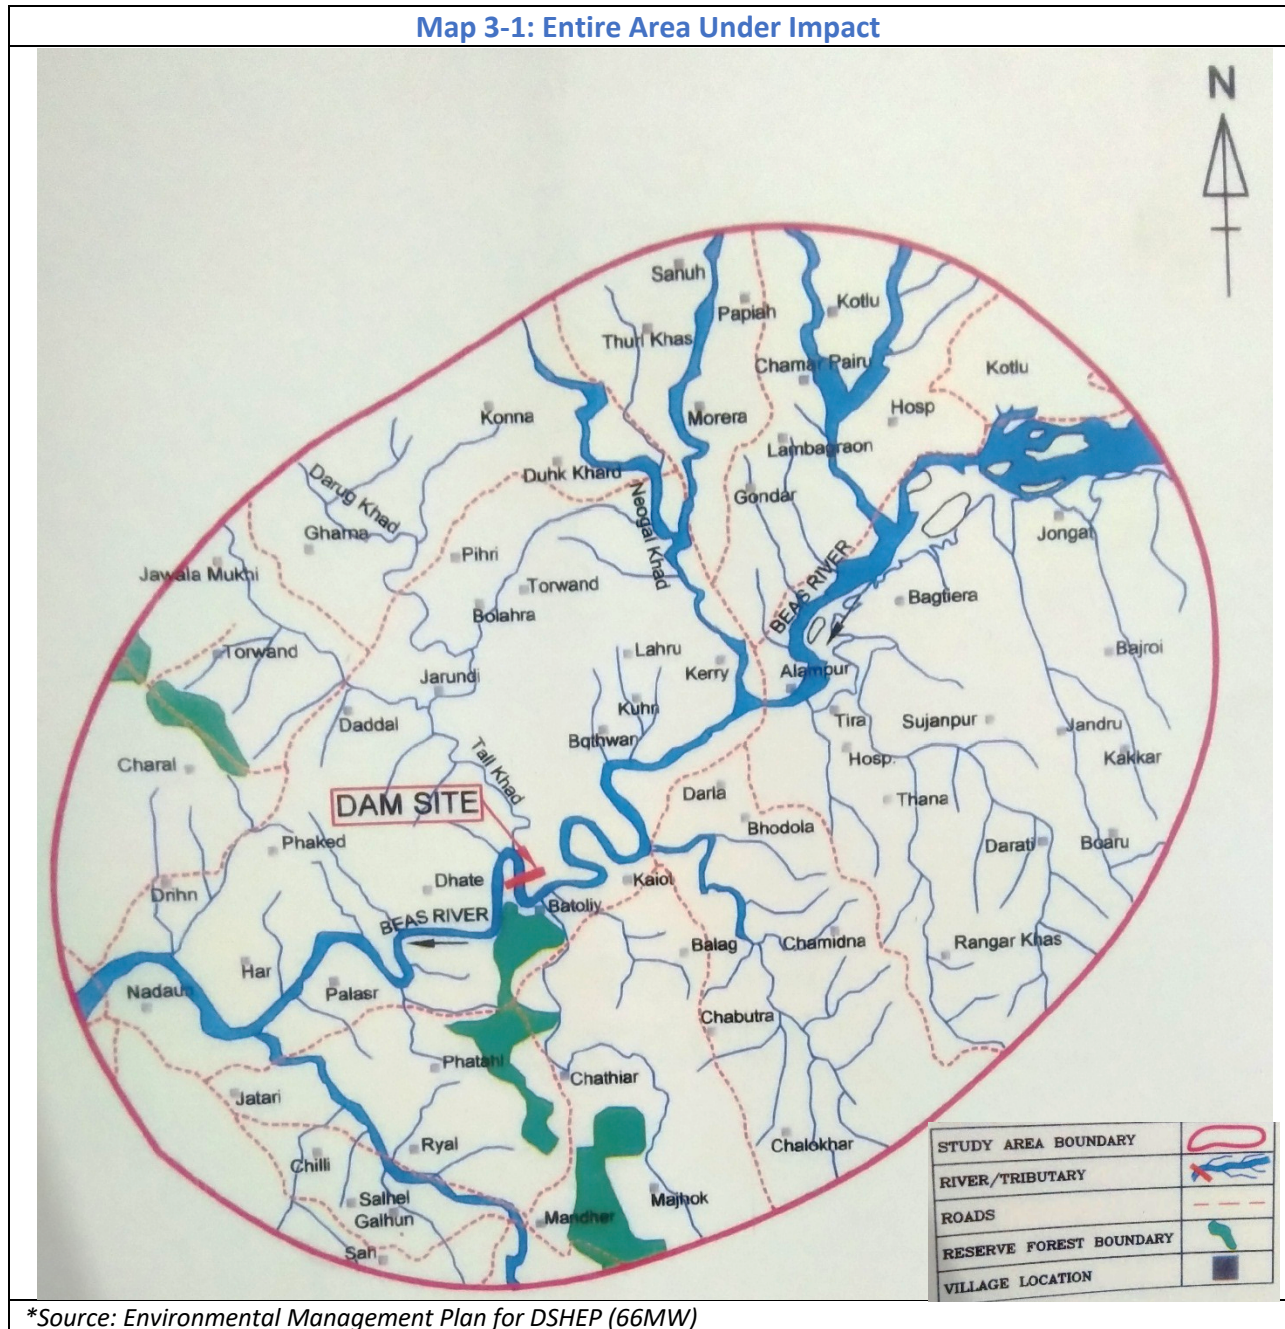 Map 3-1: Entire Area Under Impact
N
Sanuh
Papiah
Kotlu
Thurl Khas
Chamar Pairu
Kotlu
Konna
Morera
Hosp
Lambagraon
Duhk Khard
Darug Khad
Gondar
Neogal Khad
Ghama
Jongat
Pihri
Jawala Mukhi
BEAS RIVER
Torwand
Bagtiera
Bolahra
Torwand
Lahru
Bajroi
Jarundi
Kerry
Alampur
Kuhn
Daddal
Tira
Sujanpur
Jandru
Bqthwan
Kakkar
Charal
Tall Khad
Hosp.
DAM SITE
Darla
Thana
Bhodola
Phaked
Darati
Boaru
Dhate
Kaiot
Drihn
Batoliy
BEAS RIVER
Balag
Chamidna
Rangar Khas
Har
Nadaun
Palasr
Chabutra
Phatahl
Chathiar
Jatari
Ryal
Chalokhar
Chilli
Salhel
Majhok
Galhun
Mandher
Sah
STUDY AREA BOUNDARY
RIVER/TRIBUTARY
ROADS
RESERVE FOREST BOUNDARY
VILLAGE LOCATION
*Source: Environmental Management Plan for DSHEP (66MW)